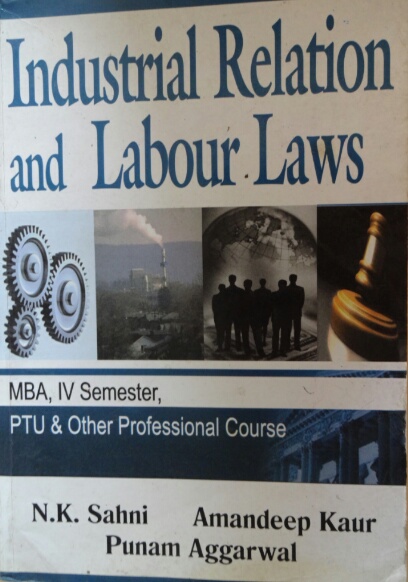 Industrial Relation
and Labour Laws
MBA, IV Semester,
PTU & Other Professional Course
N.K. Sahni Amandeep Kaur
Punam Aggarwal